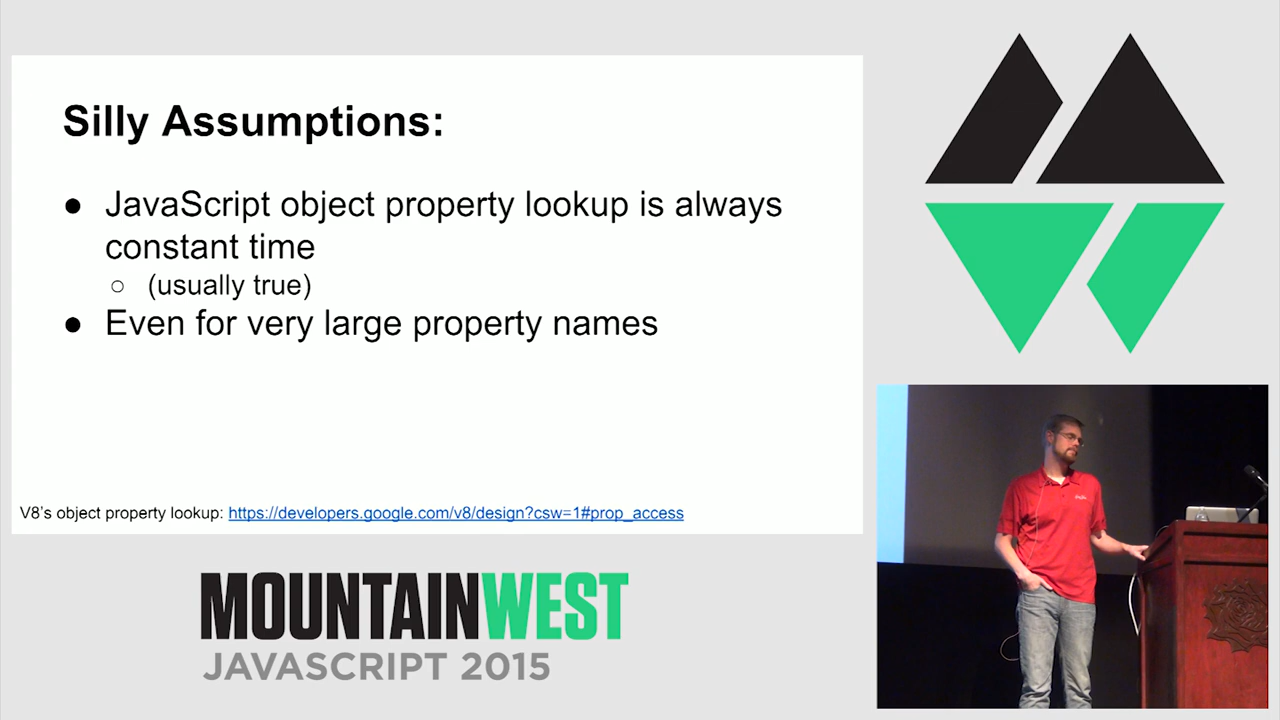 Silly Assumptions:
● JavaScript object property lookup is always
constant time
○ (usually true)
● Even for very large property names
V8's object property lookup: https://developers.google.com/v8/design?csw=1#prop_access
MOUNTAINWEST
JAVASCRIPT 2015